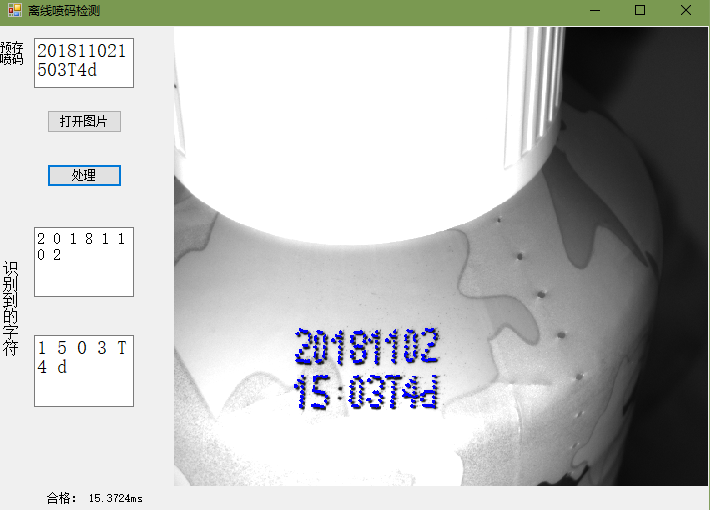 离线喷码检测
预存
喷码
201811021
503T4d
打开图片
处理
识别到的字符
2 0 1 8 1 1
0 2
1 5 0 3 T
4 d
20181102
15:03T4d
合格: 15.3724ms